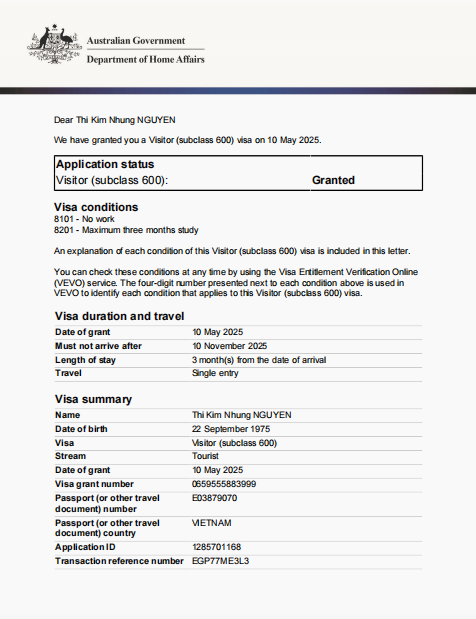 Australian Government
Department of Home Affairs
Dear Thi Kim Nhung NGUYEN
We have granted you a Visitor (subclass 600) visa on 10 May 2025.
Application status
Visitor (subclass 600): Granted
Visa conditions
8101 - No work
8201 - Maximum three months study
An explanation of each condition of this Visitor (subclass 600) visa is included in this letter.
You can check these conditions at any time by using the Visa Entitlement Verification Online
(VEVO) service. The four-digit number presented next to each condition above is used in
VEVO to identify each condition that applies to this Visitor (subclass 600) visa.
Visa duration and travel
Date of grant 10 May 2025
Must not arrive after 10 November 2025
Length of stay 3 month(s) from the date of arrival
Travel Single entry
Visa summary
Name Thi Kim Nhung NGUYEN
Date of birth 22 September 1975
Visa Visitor (subclass 600)
Stream Tourist
Date of grant 10 May 2025
Visa grant number 0659555883999
Passport (or other travel E03879070
document) number
Passport (or other travel VIETNAM
document) country
Application ID 1285701168
Transaction reference number EGP77ME3L3